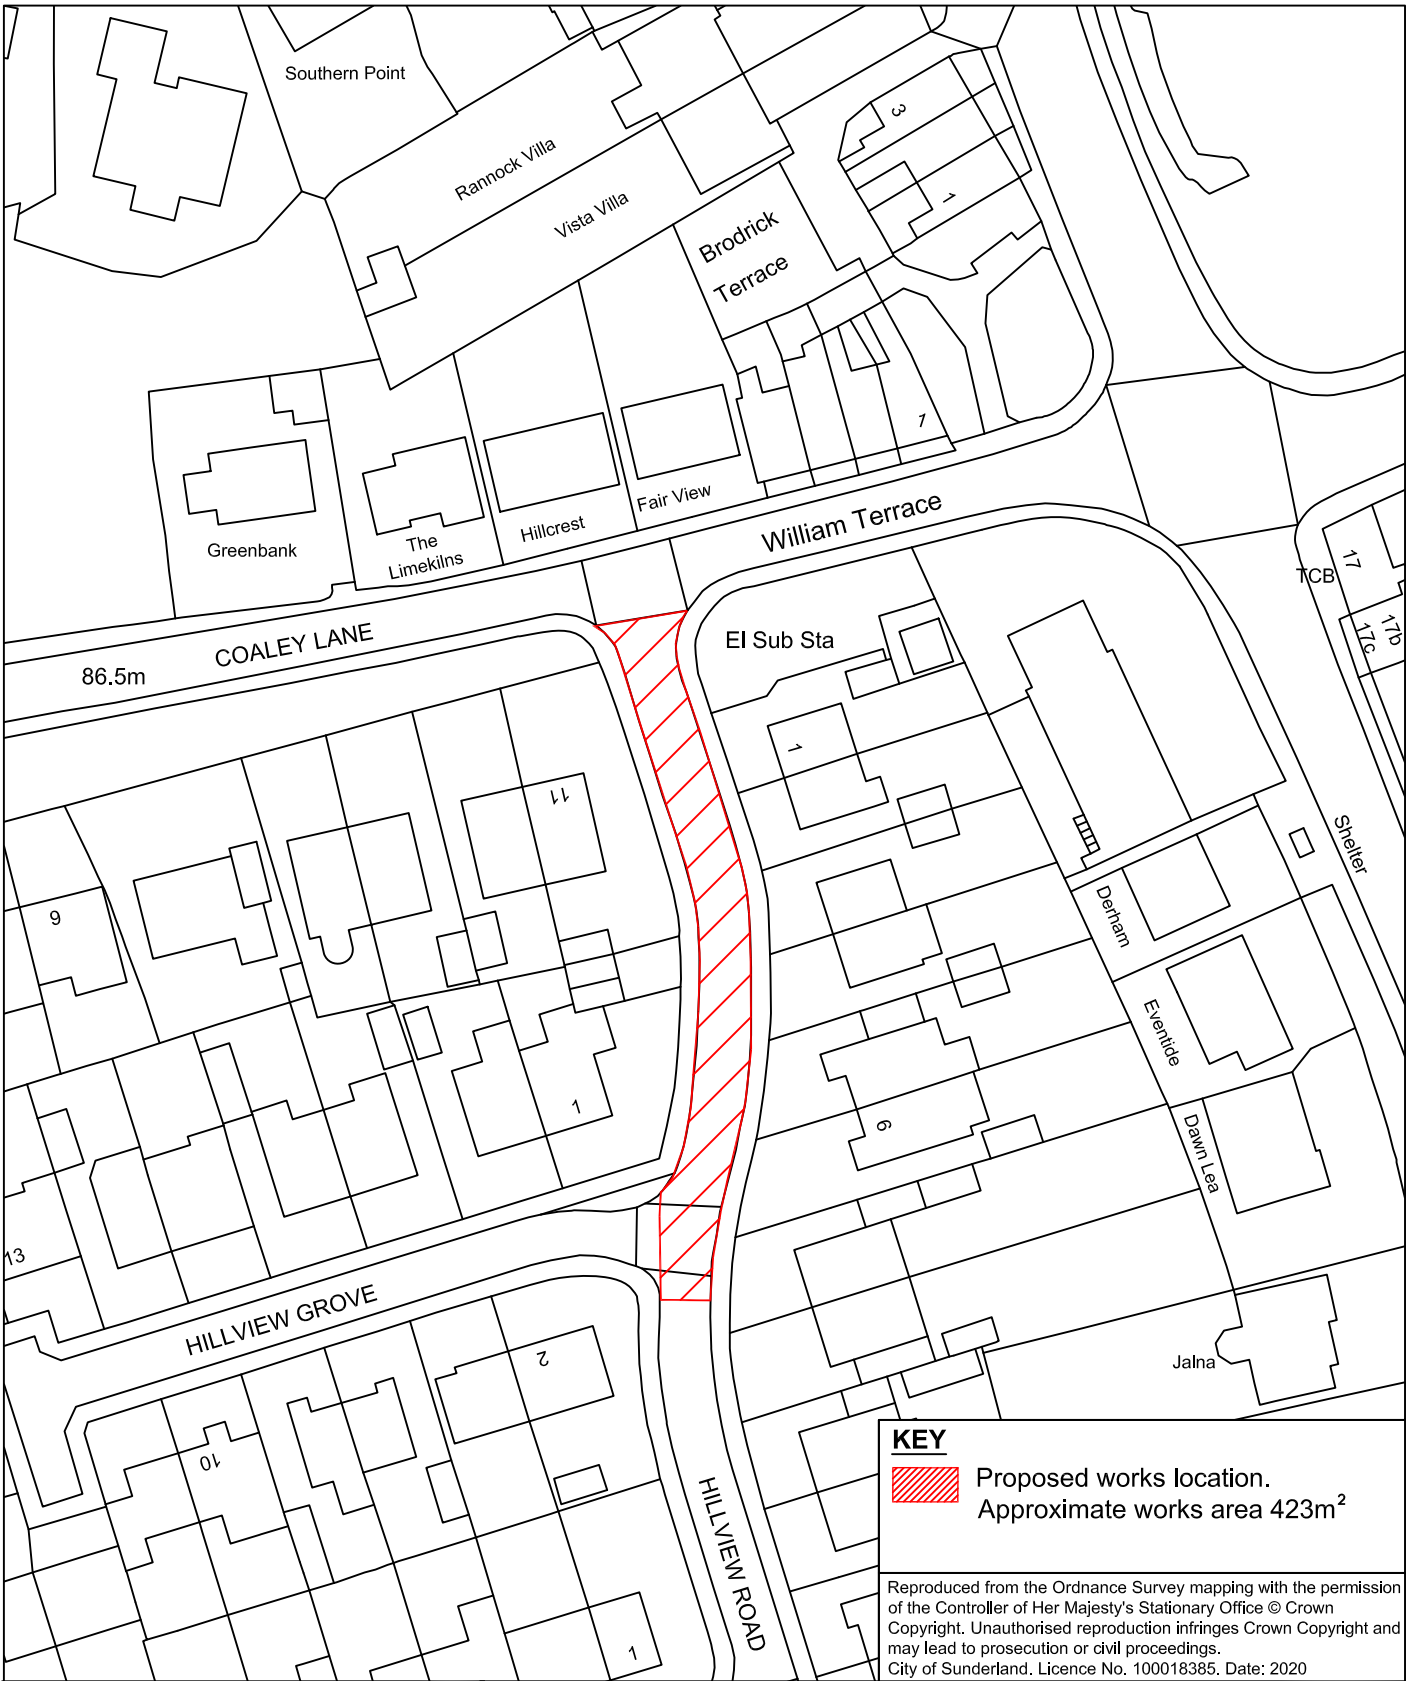 Southern Point
Rannock Villa
Vista Villa
Brodrick
Terrace
3
1
1
William Terrace
Greenbank
The
Limekilns
Hillcrest
Fair View
COALEY LANE
86.5m
El Sub Sta
TCB
17
17b
17c
1
11
9
Shelter
Derham
Eventide
Dawn Lea
1
6
13
HILLVIEW GROVE
2
10
Jalna
HILLVIEW ROAD
1
KEY
Proposed works location.
Approximate works area 423m²
Reproduced from the Ordnance Survey mapping with the permission
of the Controller of Her Majesty's Stationary Office © Crown
Copyright. Unauthorised reproduction infringes Crown Copyright and
may lead to prosecution or civil proceedings.
City of Sunderland. Licence No. 100018385. Date: 2020